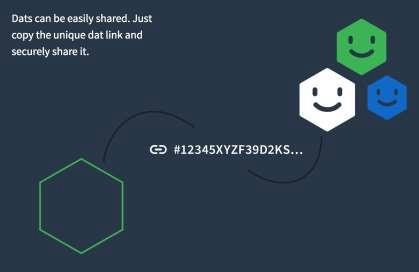 Dats can be easily shared. Just
copy the unique dat link and
securely share it.
#12345XYZF39D2KS...